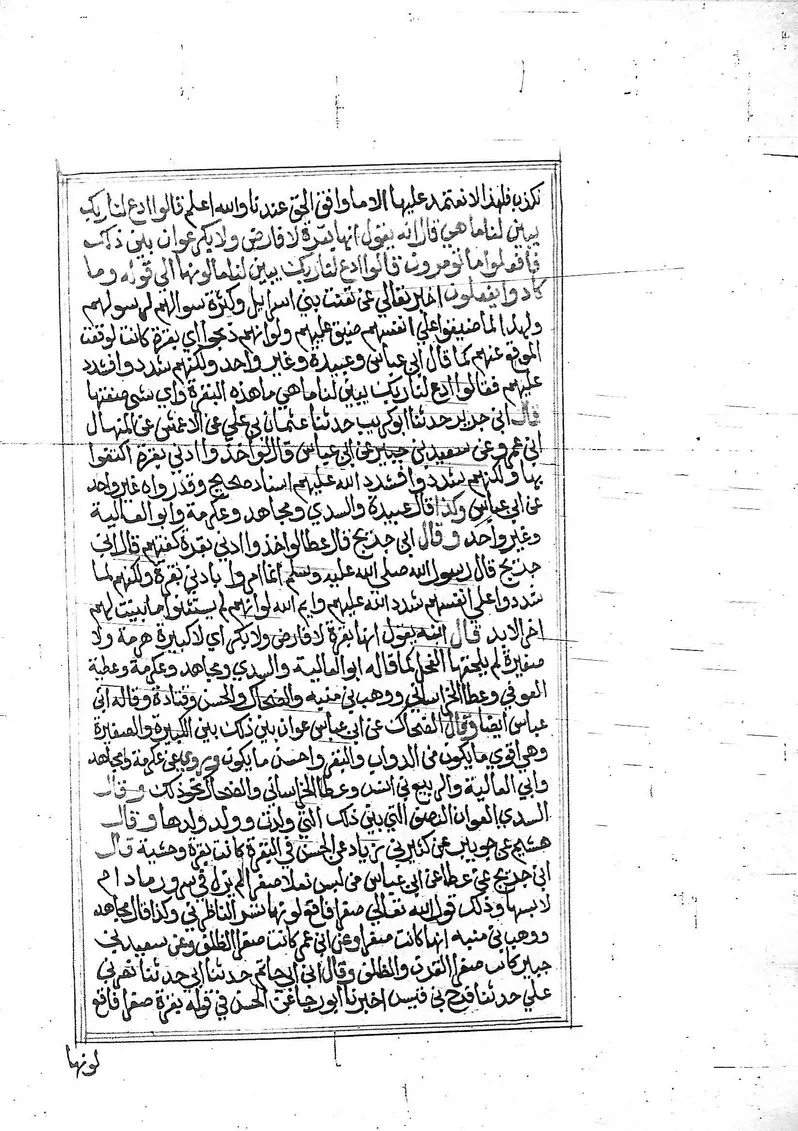 تكذب فلهذا لا نعتمد عليها الا ما وافق الحق عندنا والله اعلم قالوا ادع لنا ربك
يبين لنا ما هي قال انه يقول انها بقرة لا فارض ولا بكر عوان بين ذلك
فافعلوا ما تومرون قالوا ادع لنا ربك يبين لنا ما لونها الي قوله وما
كادوا يفعلون اخبر تعالي عن تعنت بني اسرائيل وكثرة سوالهم لرسولهم
ولهذا لما ضيقوا علي انفسهم ضيق عليهم ولو انهم ذبحوا اي بقرة كانت لوقعت
الموقع عنهم كما قال ابن عباس وعبيدة وغير واحد ولكنهم شددوا فشدد
عليهم فقالوا ادع لنا ربك يبين لنا ما هي ما هذه البقرة واي شي صفتها
قال ابن جرير حدثنا ابو كريب حدثنا عثمان بن علي عن الاعمش عن المنهال
ابن عمرو عن سعيد بن جبير عن ابن عباس قال لو اخذوا ادني بقرة اكتفوا
بها ولكنهم شددوا فشدد الله عليهم اسناد صحيح وقد رواه غير واحد
عن ابن عباس وكذا قال عبيدة والسدي ومجاهد وعكرمة وابو العالية
وغير واحد وقال ابن جريج قال عطا لو اخذوا ادني بقرة كفتهم قال ابن
جريج قال رسول الله صلي الله عليه وسلم انما امروا بادني بقرة ولكنهم لما
شددوا علي انفسهم شدد الله عليهم وايم الله لو انهم لم يستثنوا ما بينت لهم
اخر الابد قال انه يقول انها بقرة لا فارض ولا بكر اي لا كبيرة هرمة ولا
صغيرة لم يلحقها الفحل كما قاله ابو العالية والسدي ومجاهد وعكرمة وعطية
العوفي وعطا الخراساني ووهب بن منبه والضحاك والحسن وقتادة وقاله ابن
عباس ايضا وقال الضحاك عن ابن عباس عوان بين ذلك بين الكبيرة والصغيرة
وهي اقوي ما يكون من الدواب والبقر واحسن ما يكون وروي عن عكرمة ومجاهد
وابي العالية والربيع بن انس وعطا الخراساني والضحاك نحو ذلك وقال
السدي العوان النصف التي بين ذلك التي ولدت وولد ولدها وقال
هشيم عن جويبر عن كثير بن زياد عن الحسن في البقرة كانت بقرة وحشية قال
ابن جريج عن عطا عن ابن عباس من لبس نعلا صفرا لم يزل في سرور ما دام
لابسها وذلك قول الله تعالي صفرا فاقع لونها تسر الناظرين وكذا قال مجاهد
ووهب بن منبه انها كانت صفرا وعن ابن عمر كانت صفرا الظلف وعن سعيد بن
جبير كانت صفرا القرن والظلف وقال ابن ابي حاتم حدثنا ابي حدثنا نصر بن
علي حدثنا نوح بن قيس اخبرنا ابو رجا عن الحسن في قوله بقرة صفرا فاقع
لونها